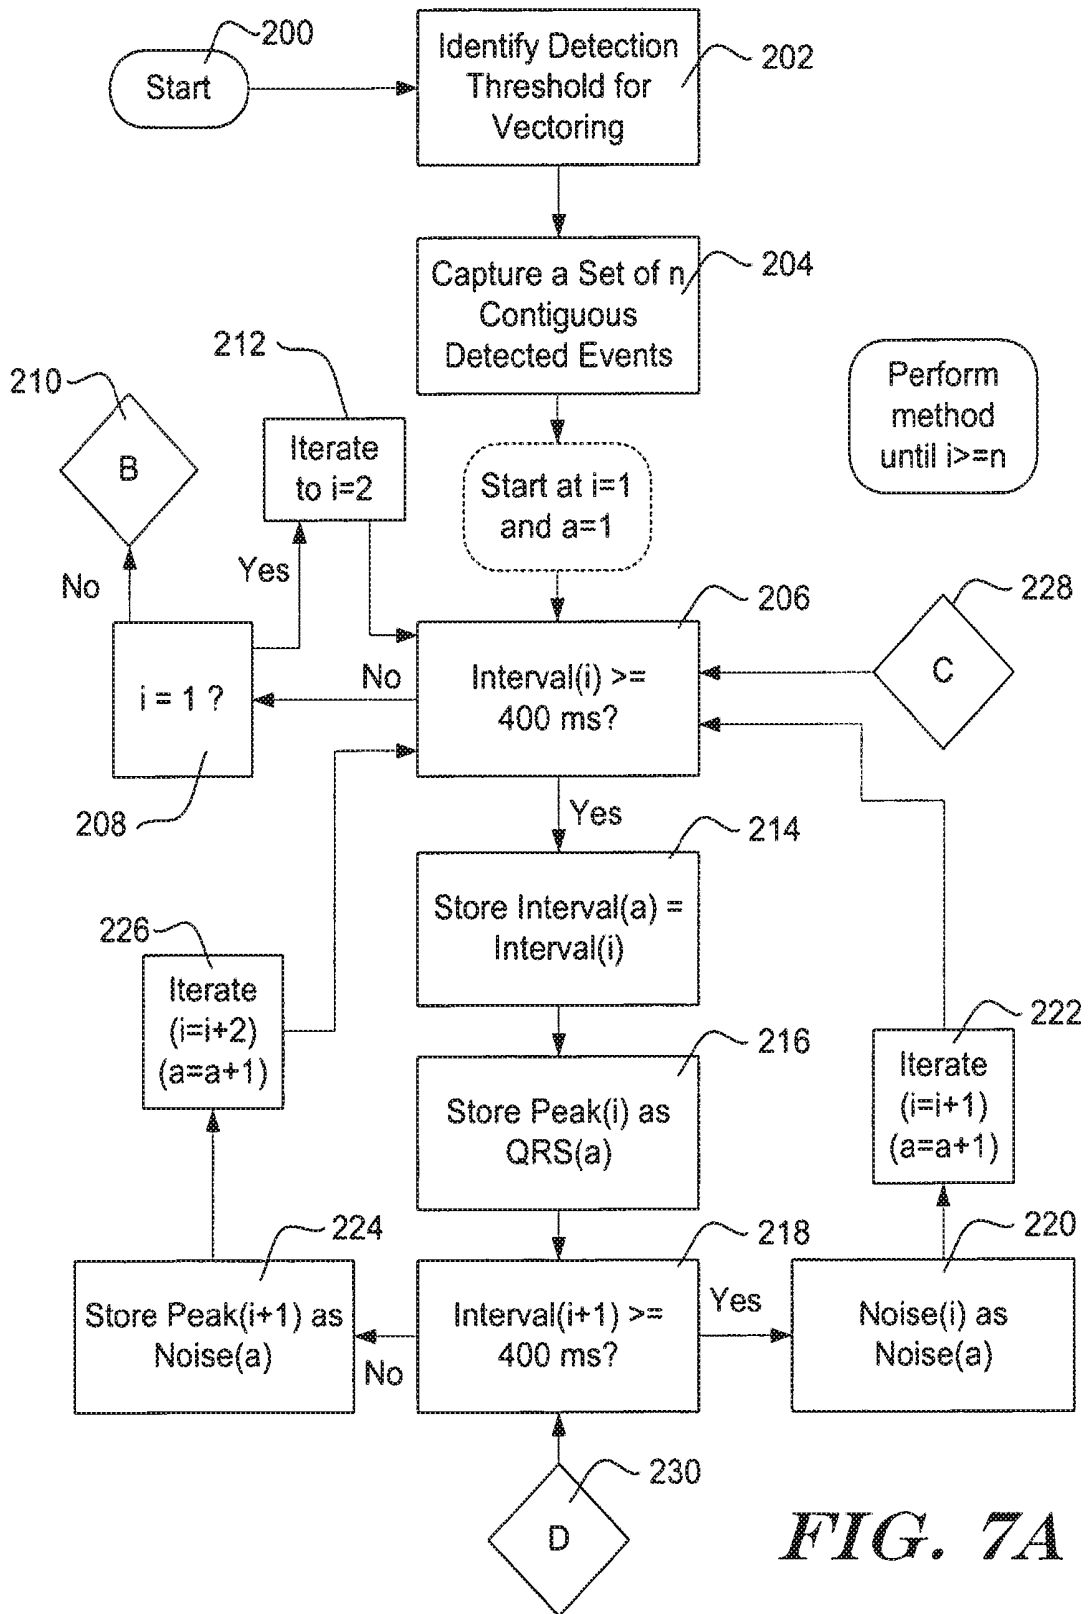 200
Start
Identify Detection
Threshold for
Vectoring
202
Capture a Set of n
Contiguous
Detected Events
204
212
210
B
Iterate
to i=2
Start at i=1
and a=1
Perform
method
until i>=n
No
Yes
206
228
i = 1 ?
No
Interval(i) >=
400 ms?
C
208
Yes
214
Store Interval(a) =
Interval(i)
226
Iterate
(i=i+2)
(a=a+1)
216
Store Peak(i) as
QRS(a)
222
Iterate
(i=i+1)
(a=a+1)
224
218
220
Store Peak(i+1) as
Noise(a)
No
Interval(i+1) >=
400 ms?
Yes
Noise(i) as
Noise(a)
230
D
FIG. 7A